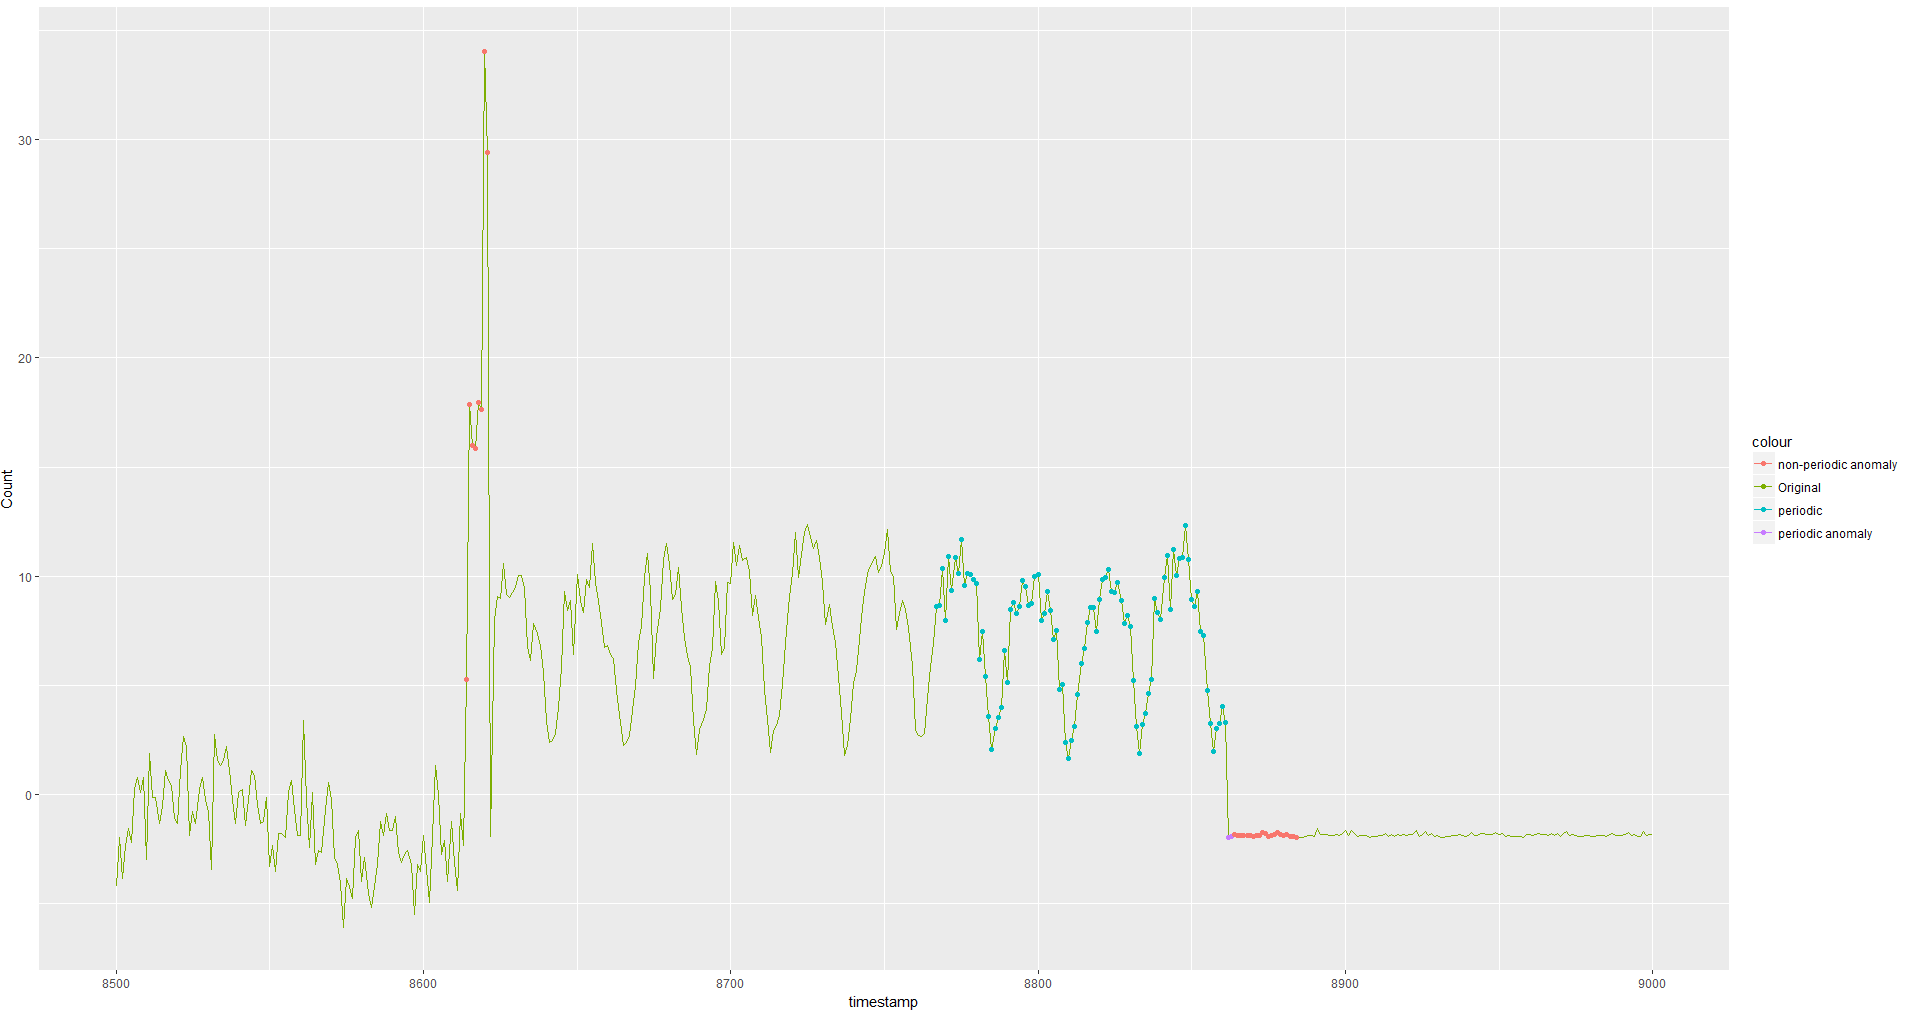 30
20
10
0
Count
8500
8600
8700
8800
8900
9000
timestamp
colour
non-periodic anomaly
Original
periodic
periodic anomaly